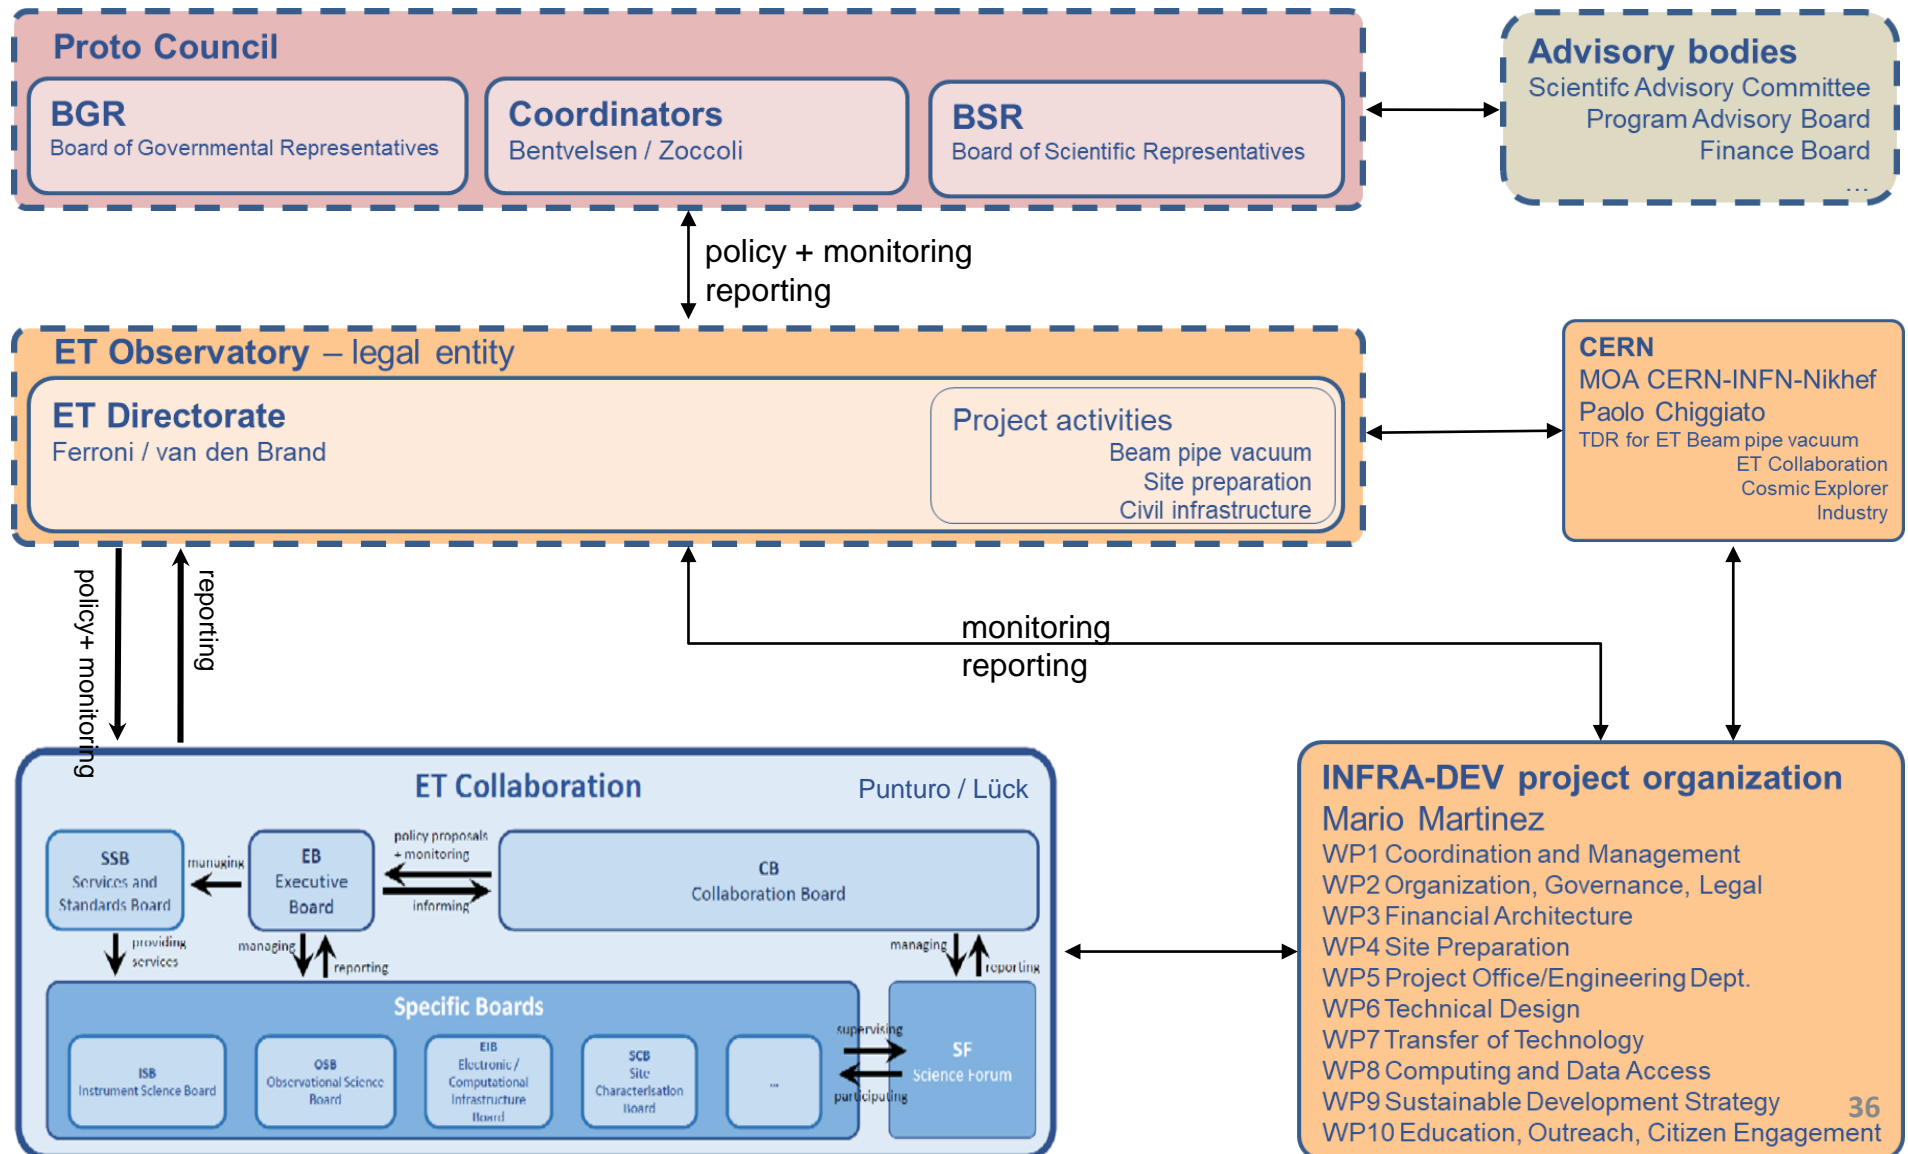 Proto Council
BGR
Board of Governmental Representatives
Coordinators
Bentvelsen / Zoccoli
BSR
Board of Scientific Representatives
Advisory bodies
Scientifc Advisory Committee
Program Advisory Board
Finance Board
...
policy + monitoring
reporting
ET Observatory – legal entity
ET Directorate
Ferroni / van den Brand
Project activities
Beam pipe vacuum
Site preparation
Civil infrastructure
CERN
MOA CERN-INFN-Nikhef
Paolo Chiggiato
TDR for ET Beam pipe vacuum
ET Collaboration
Cosmic Explorer
Industry
policy+ monitoring
reporting
monitoring
reporting
ET Collaboration
Punturo / Lück
SSB
Services and
Standards Board
managing
EB
Executive
Board
policy proposals
+ monitoring
informing
CB
Collaboration Board
providing
services
managing
reporting
managing
reporting
Specific Boards
ISB
Instrument Science Board
OSB
Observational Science
Board
EIB
Electronic /
Computational
Infrastructure
Board
SCB
Site
Characterisation
Board
...
supervising
participating
SF
Science Forum
INFRA-DEV project organization
Mario Martinez
WP1 Coordination and Management
WP2 Organization, Governance, Legal
WP3 Financial Architecture
WP4 Site Preparation
WP5 Project Office/Engineering Dept.
WP6 Technical Design
WP7 Transfer of Technology
WP8 Computing and Data Access
WP9 Sustainable Development Strategy
WP10 Education, Outreach, Citizen Engagement
36